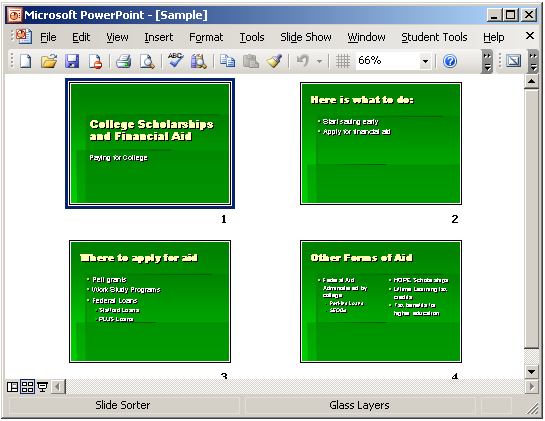 Microsoft PowerPoint - [Sample]
File Edit View Insert Format Tools Slide Show Window Student Tools Help
ABC 66%
College Scholarships
and Financial Aid
Paying for College
1
Here is what to do:
Start saving early
Apply for financial aid
2
Where to apply for aid
Pell grants
Work Study Programs
Federal Loans
Stafford Loans
PLUS Loans
3
Other Forms of Aid
Federal Aid
Administered by
college
Perkins Loans
SEOGs
HOPE Scholarships
Lifetime Learning tax
credits
Tax benefits for
higher education
4
Slide Sorter Glass Layers